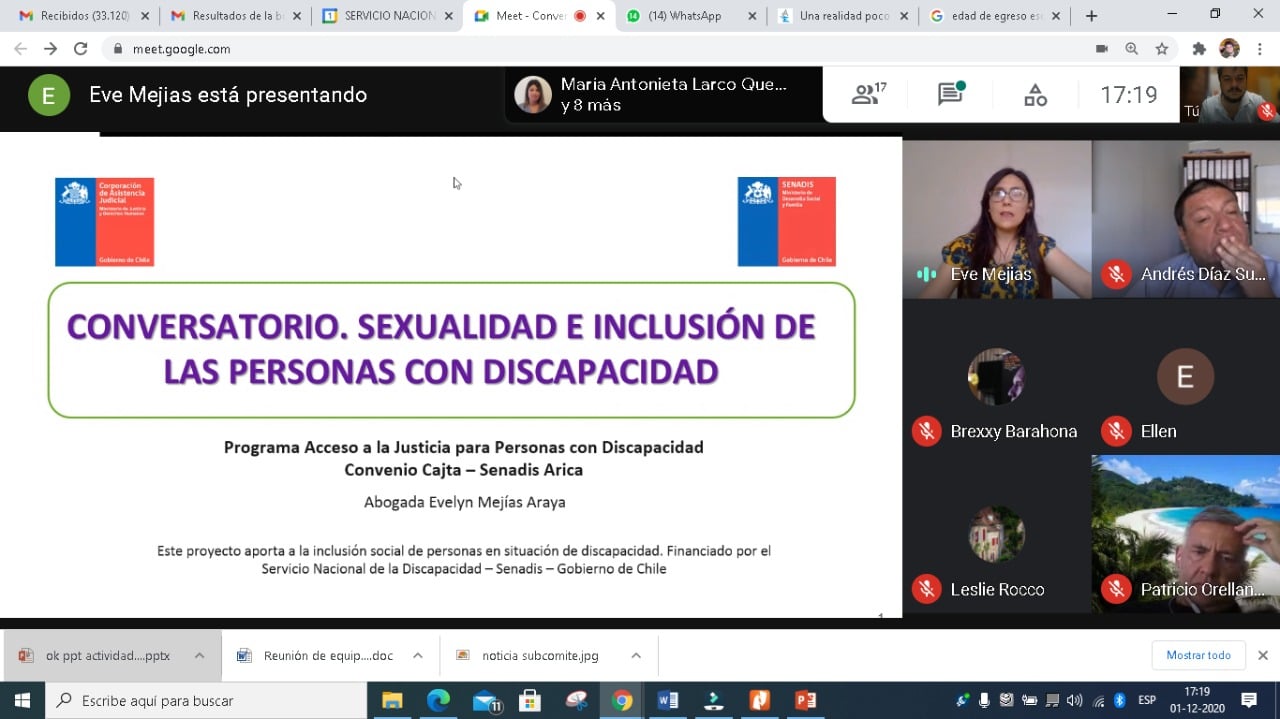 Recibidos (33.120)
Resultados de la b
SERVICIO NACION
Meet - Conver
(14) WhatsApp
Una realidad poco
edad de egreso es
meet.google.com
E
Eve Mejias está presentando
María Antonieta Larco Que...
y 8 más
17
17:19
Tú
Corporación
de Asistencia
Judicial
Ministerio de Justicia
y Derechos Humanos
Gobierno de Chile
SENADIS
Ministerio de
Desarrollo Social
y Familia
Gobierno de Chile
CONVERSATORIO. SEXUALIDAD E INCLUSIÓN DE
LAS PERSONAS CON DISCAPACIDAD
Programa Acceso a la Justicia para Personas con Discapacidad
Convenio Cajta – Senadis Arica
Abogada Evelyn Mejías Araya
Este proyecto aporta a la inclusión social de personas en situación de discapacidad. Financiado por el
Servicio Nacional de la Discapacidad – Senadis – Gobierno de Chile
1
Eve Mejias
Andrés Díaz Su...
Brexxy Barahona
E
Ellen
Leslie Rocco
Patricio Orellan...
ok ppt actividad....pptx
Reunión de equip....doc
noticia subcomite.jpg
Mostrar todo
Escribe aquí para buscar
11
ESP
17:19
01-12-2020